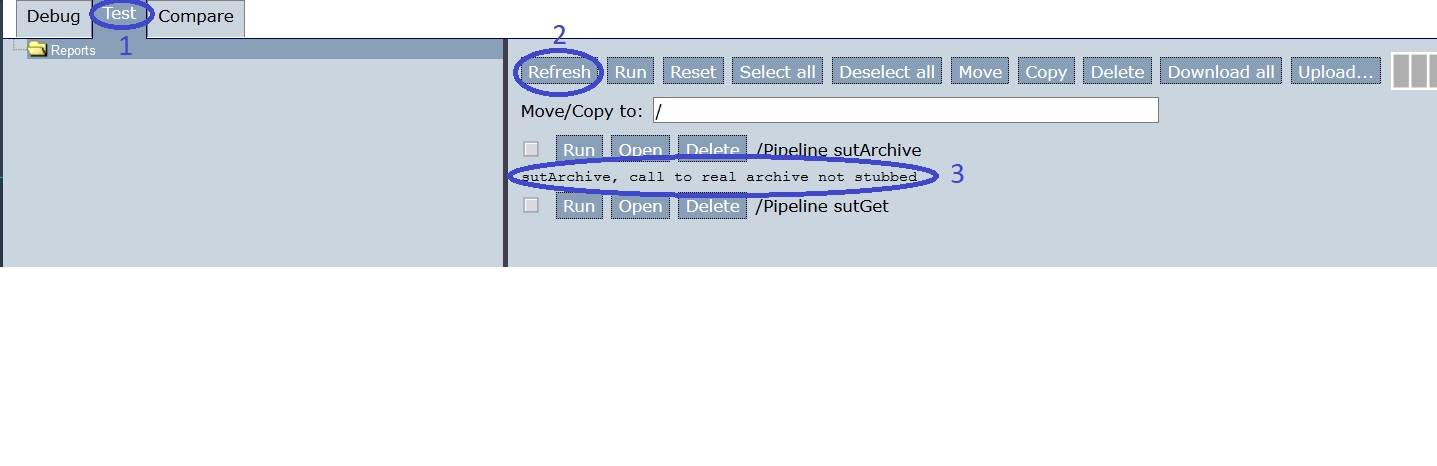 Debug Test Compare
1
Reports
2
Refresh Run Reset Select all Deselect all Move Copy Delete Download all Upload...
Move/Copy to: /
Run Open Delete /Pipeline sutArchive
sutArchive, call to real archive not stubbed 3
Run Open Delete /Pipeline sutGet